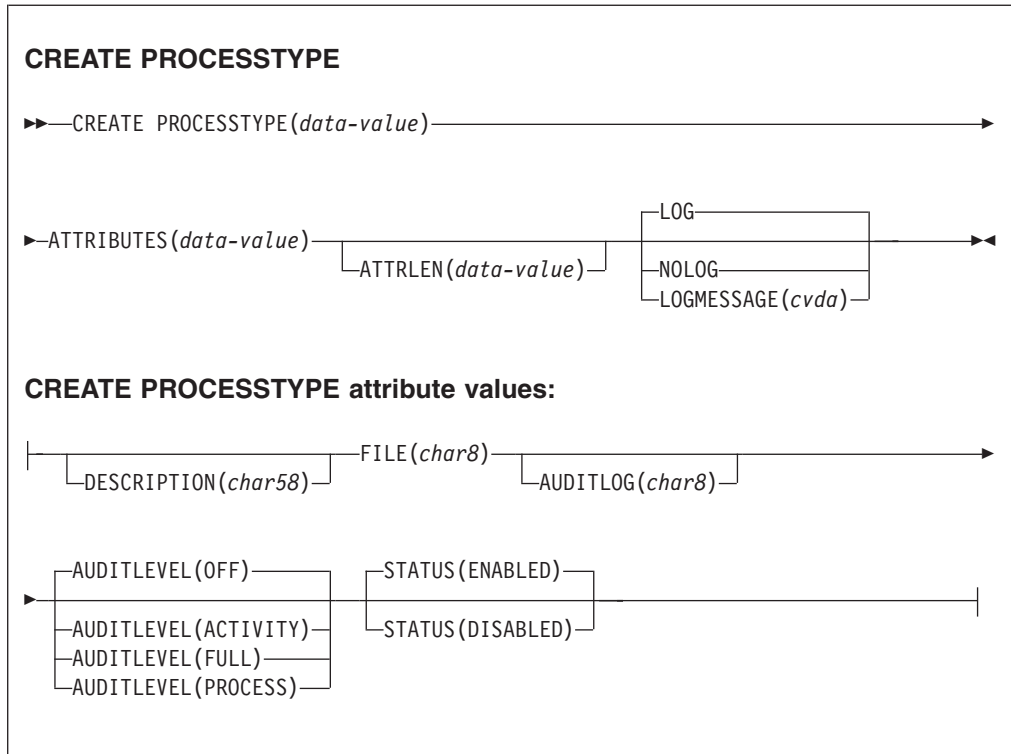 CREATE PROCESSTYPE
CREATE PROCESSTYPE(data-value)
LOG
ATTRIBUTES(data-value)
ATTRLEN(data-value)
NOLOG
LOGMESSAGE(cvda)
CREATE PROCESSTYPE attribute values:
FILE(char8)
DESCRIPTION(char58)
AUDITLOG(char8)
AUDITLEVEL(OFF)
STATUS(ENABLED)
AUDITLEVEL(ACTIVITY)
STATUS(DISABLED)
AUDITLEVEL(FULL)
AUDITLEVEL(PROCESS)